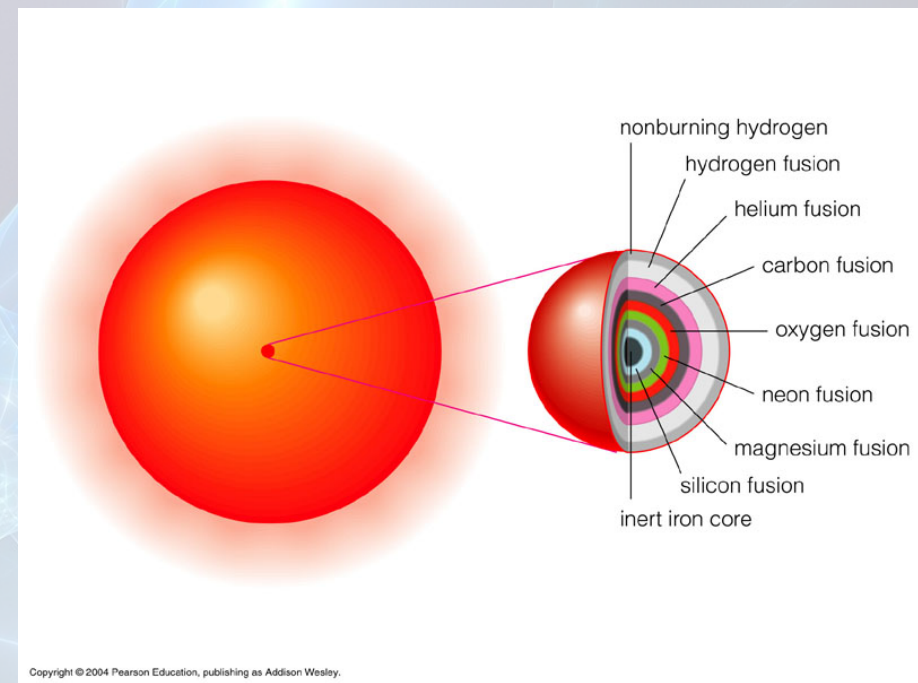 nonburning hydrogen
hydrogen fusion
helium fusion
carbon fusion
oxygen fusion
neon fusion
magnesium fusion
silicon fusion
inert iron core
Copyright © 2004 Pearson Education, publishing as Addison Wesley.